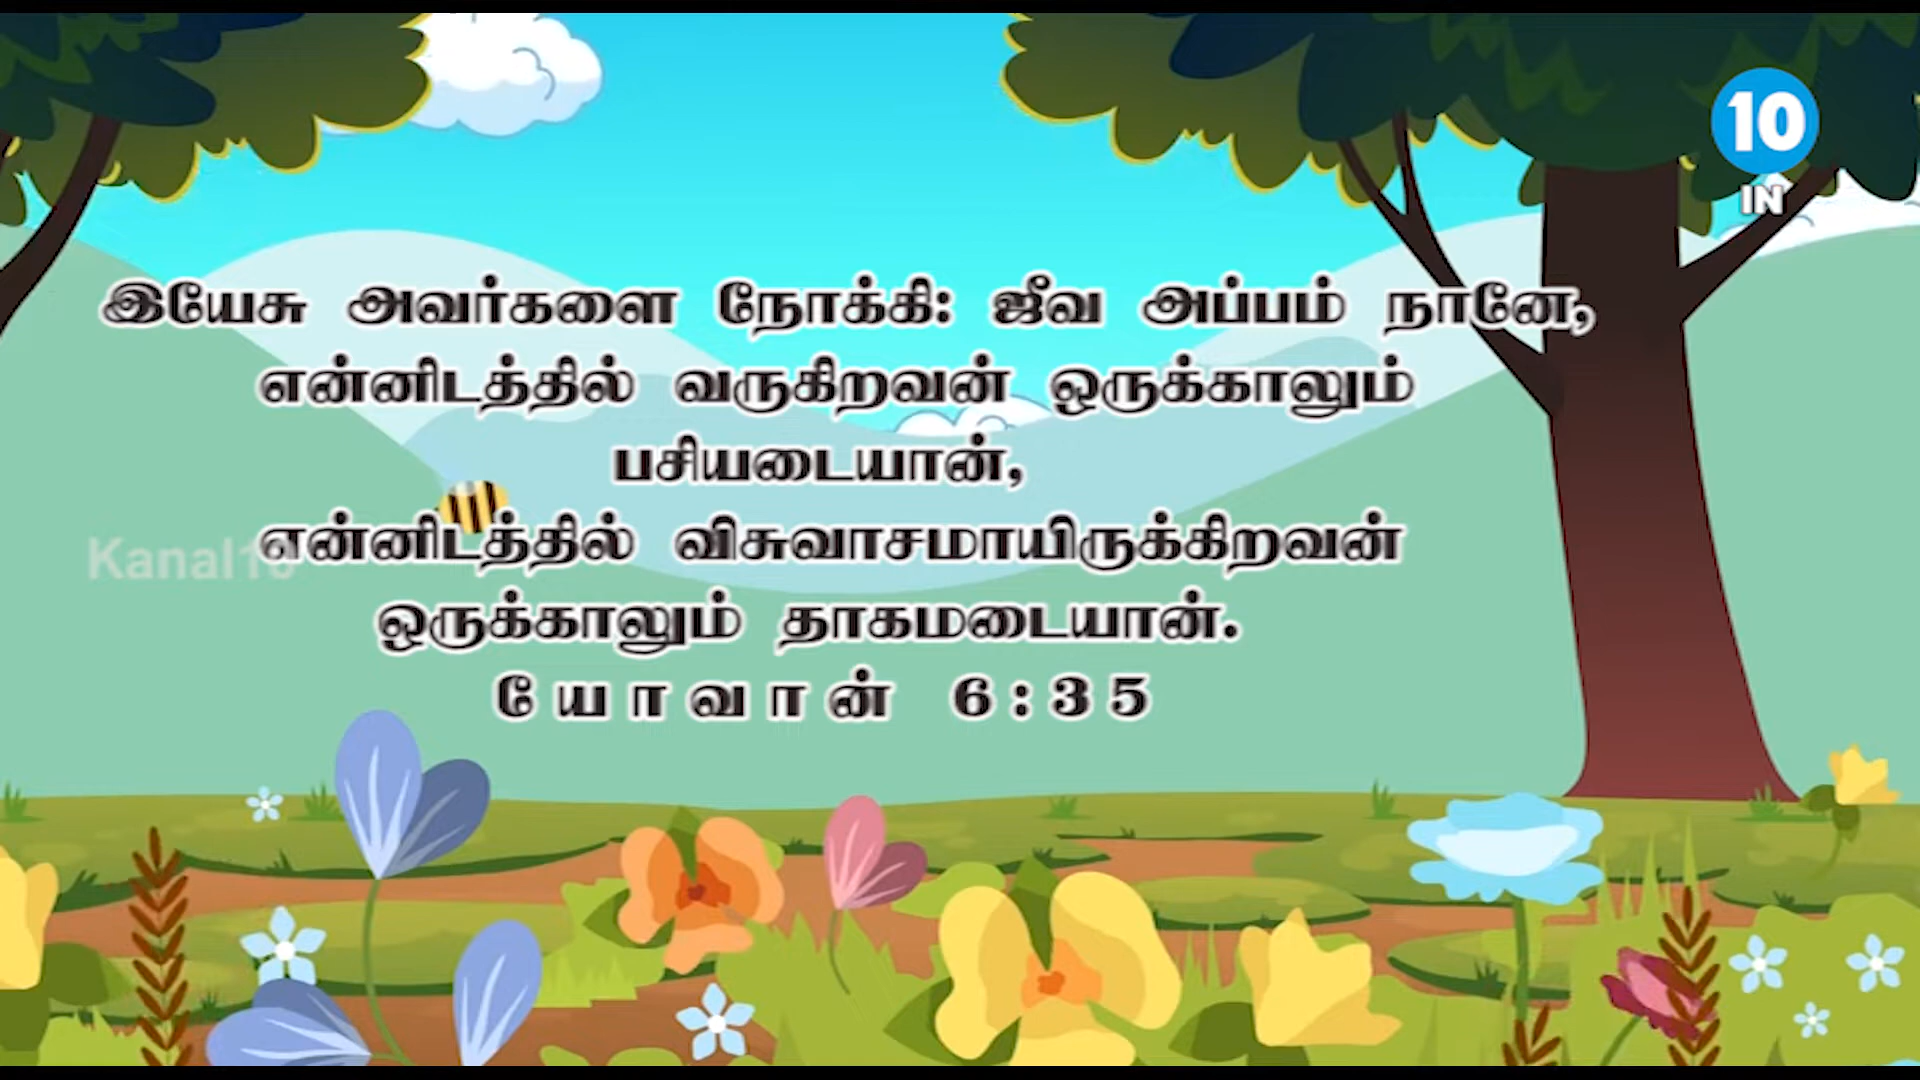 10
IN
இயேசு அவர்களை நோக்கி: ஜீவ அப்பம் நானே,
என்னிடத்தில் வருகிறவன் ஒருக்காலும்
பசியடையான்,
என்னிடத்தில் விசுவாசமாயிருக்கிறவன்
ஒருக்காலும் தாகமடையான்.
யோவான் 6:35
Kanal10